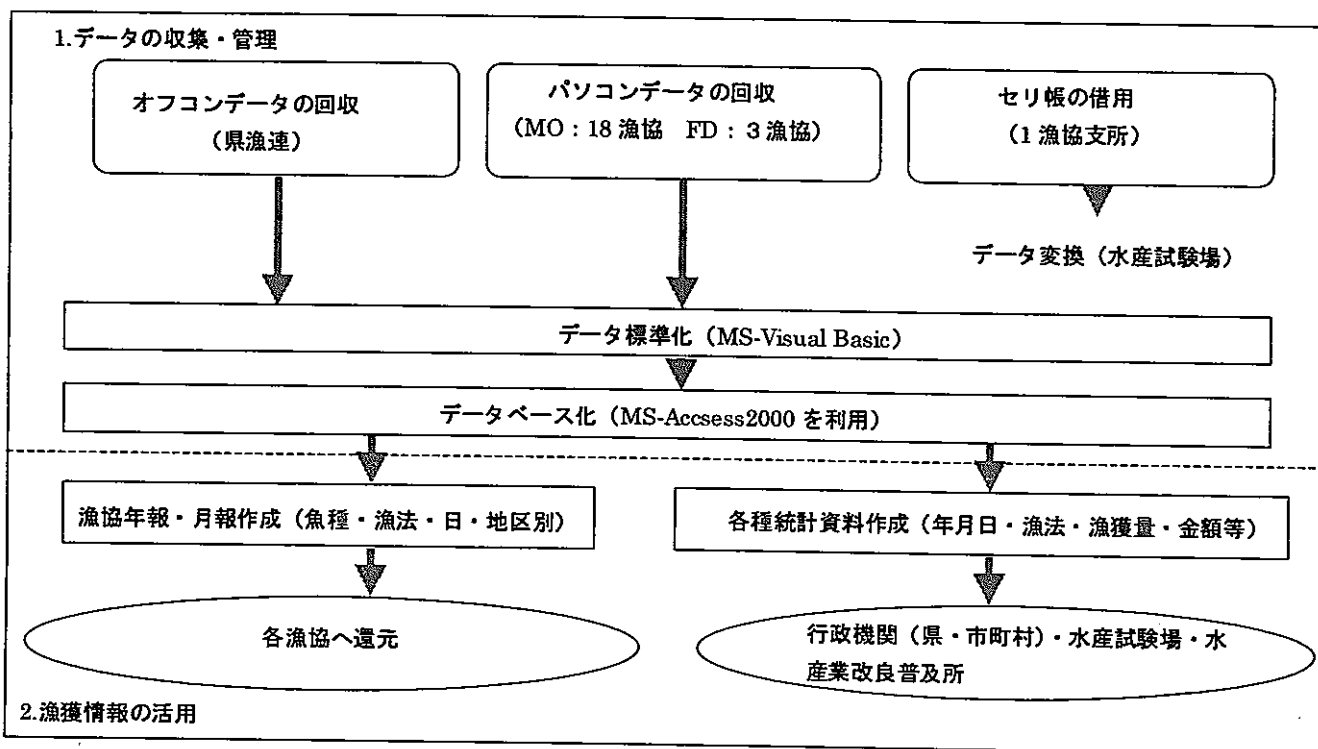 1.データの収集・管理
オフコンデータの回収
（県漁連）
パソコンデータの回収
（MO：18 漁協　FD：３漁協）
セリ帳の借用
（1 漁協支所）
データ変換（水産試験場）
データ標準化（MS-Visual Basic）
データベース化（MS-Accsess2000 を利用）
漁協年報・月報作成（魚種・漁法・日・地区別）
各種統計資料作成（年月日・漁法・漁獲量・金額等）
各漁協へ還元
行政機関（県・市町村）・水産試験場・水
産業改良普及所
2.漁獲情報の活用